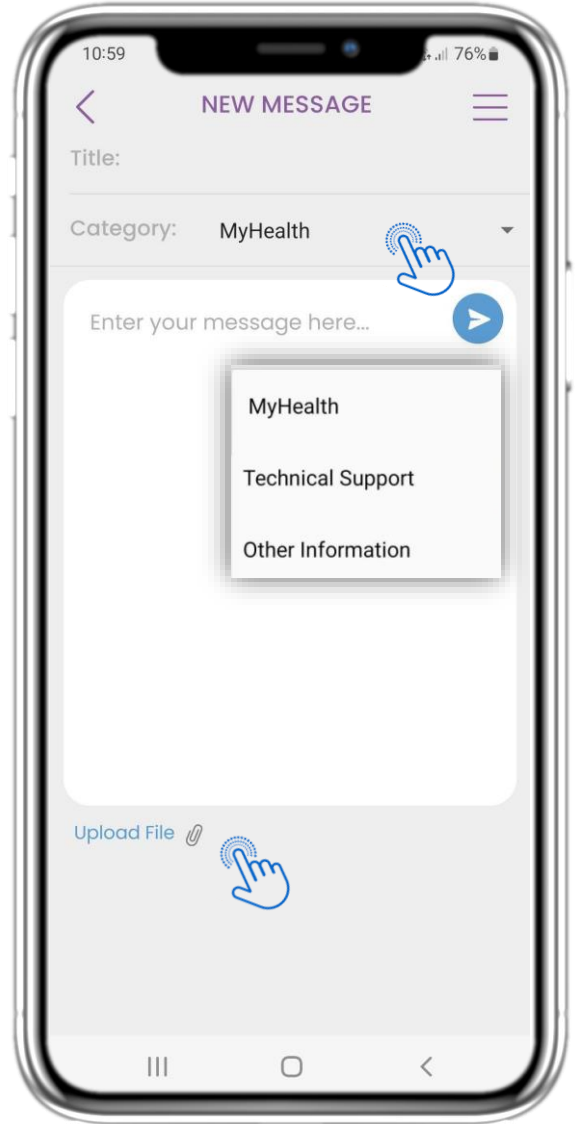 10:59 76%
NEW MESSAGE
Title:
Category: MyHealth
Enter your message here...
MyHealth
Technical Support
Other Information
Upload File